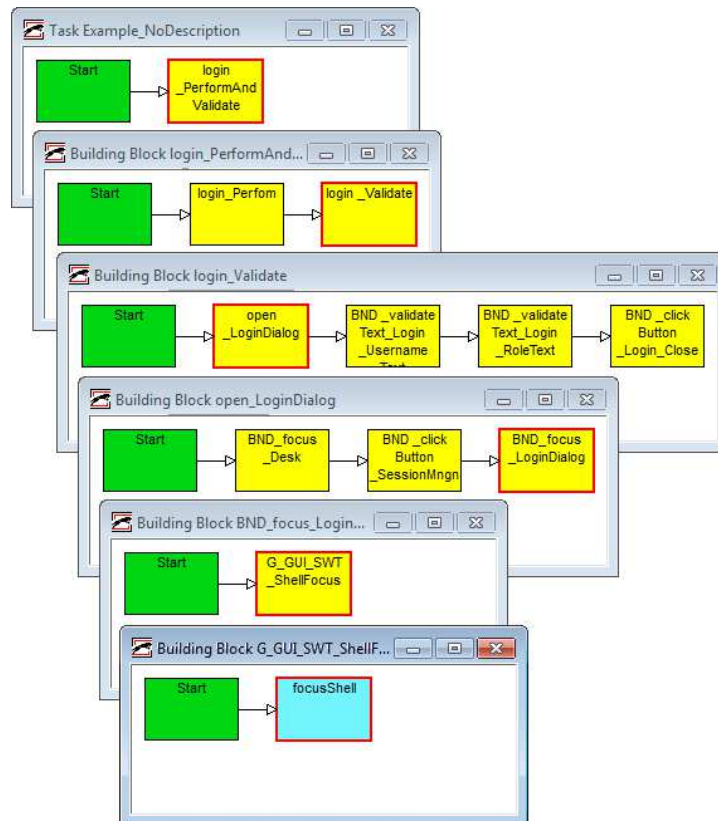 Task Example_NoDescription
Start
login
_PerformAnd
Validate
Building Block login_PerformAnd...
Start
login_Perfom
login _Validate
Building Block login_Validate
Start
open
_LoginDialog
BND _validate
Text_Login
_Username
Text
BND _validate
Text_Login
_RoleText
BND _click
Button
_Login_Close
Building Block open_LoginDialog
Start
BND_focus
_Desk
BND _click
Button
_SessionMngn
BND_focus
_LoginDialog
Building Block BND_focus_Login...
Start
G_GUI_SWT
_ShellFocus
Building Block G_GUI_SWT_ShellF...
Start
focusShell